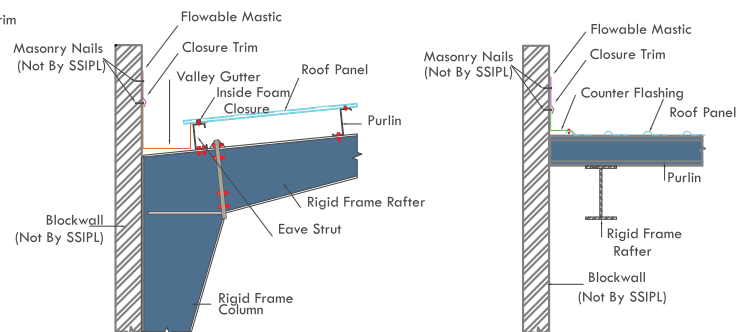 rim
Flowable Mastic
Masonry Nails
(Not By SSIPL)
Closure Trim
Valley Gutter
Inside Foam
Closure
Roof Panel
Purlin
Rigid Frame Rafter
Eave Strut
Blockwall
(Not By SSIPL)
Rigid Frame
Column
Flowable Mastic
Masonry Nails
(Not By SSIPL)
Closure Trim
Counter Flashing
Roof Panel
Purlin
Rigid Frame
Rafter
Blockwall
(Not By SSIPL)